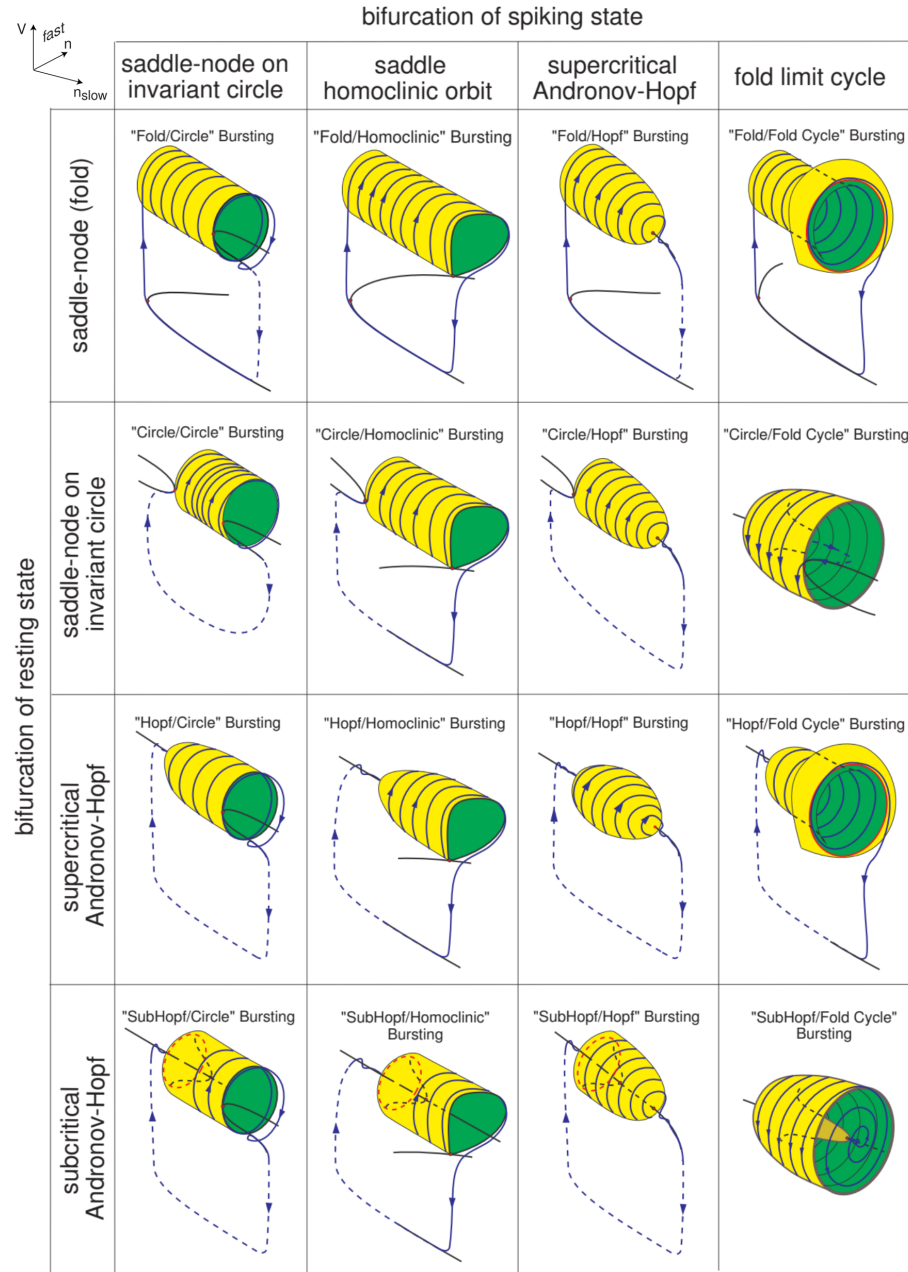 bifurcation of spiking state
V
fast
n
nslow
saddle-node on
invariant circle
saddle
homoclinic orbit
supercritical
Andronov-Hopf
fold limit cycle
bifurcation of resting state
saddle-node (fold)
"Fold/Circle" Bursting
"Fold/Homoclinic" Bursting
"Fold/Hopf" Bursting
"Fold/Fold Cycle" Bursting
saddle-node on
invariant circle
"Circle/Circle" Bursting
"Circle/Homoclinic" Bursting
"Circle/Hopf" Bursting
"Circle/Fold Cycle" Bursting
supercritical
Andronov-Hopf
"Hopf/Circle" Bursting
"Hopf/Homoclinic" Bursting
"Hopf/Hopf" Bursting
"Hopf/Fold Cycle" Bursting
subcritical
Andronov-Hopf
"SubHopf/Circle" Bursting
"SubHopf/Homoclinic"
Bursting
"SubHopf/Hopf" Bursting
"SubHopf/Fold Cycle"
Bursting